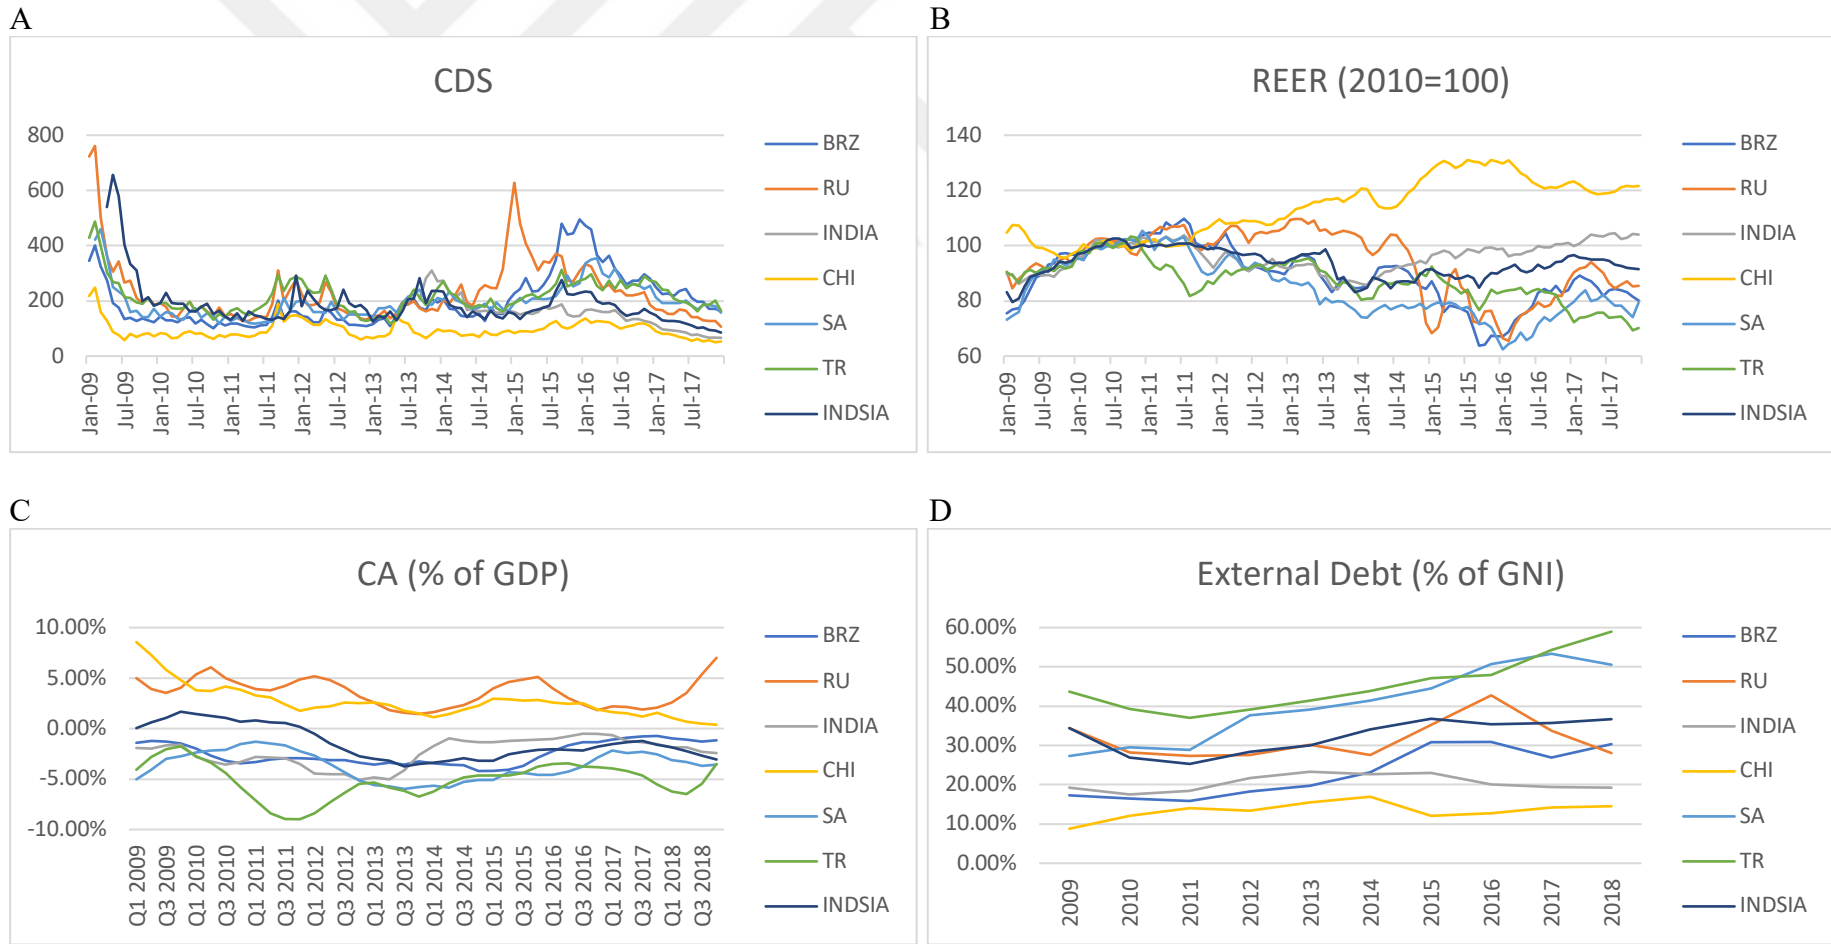 A
CDS
800
600
400
200
0
Jan-09
Jul-09
Jan-10
Jul-10
Jan-11
Jul-11
Jan-12
Jul-12
Jan-13
Jul-13
Jan-14
Jul-14
Jan-15
Jul-15
Jan-16
Jul-16
Jan-17
Jul-17
BRZ
RU
INDIA
CHI
SA
TR
INDSIA
B
REER (2010=100)
140
120
100
80
60
Jan-09
Jul-09
Jan-10
Jul-10
Jan-11
Jul-11
Jan-12
Jul-12
Jan-13
Jul-13
Jan-14
Jul-14
Jan-15
Jul-15
Jan-16
Jul-16
Jan-17
Jul-17
BRZ
RU
INDIA
CHI
SA
TR
INDSIA
C
CA (% of GDP)
10.00%
5.00%
0.00%
-5.00%
-10.00%
Q1 2009
Q3 2009
Q1 2010
Q3 2010
Q1 2011
Q3 2011
Q1 2012
Q3 2012
Q1 2013
Q3 2013
Q1 2014
Q3 2014
Q1 2015
Q3 2015
Q1 2016
Q3 2016
Q1 2017
Q3 2017
Q1 2018
Q3 2018
BRZ
RU
INDIA
CHI
SA
TR
INDSIA
D
External Debt (% of GNI)
60.00%
50.00%
40.00%
30.00%
20.00%
10.00%
0.00%
2009
2010
2011
2012
2013
2014
2015
2016
2017
2018
BRZ
RU
INDIA
CHI
SA
TR
INDSIA